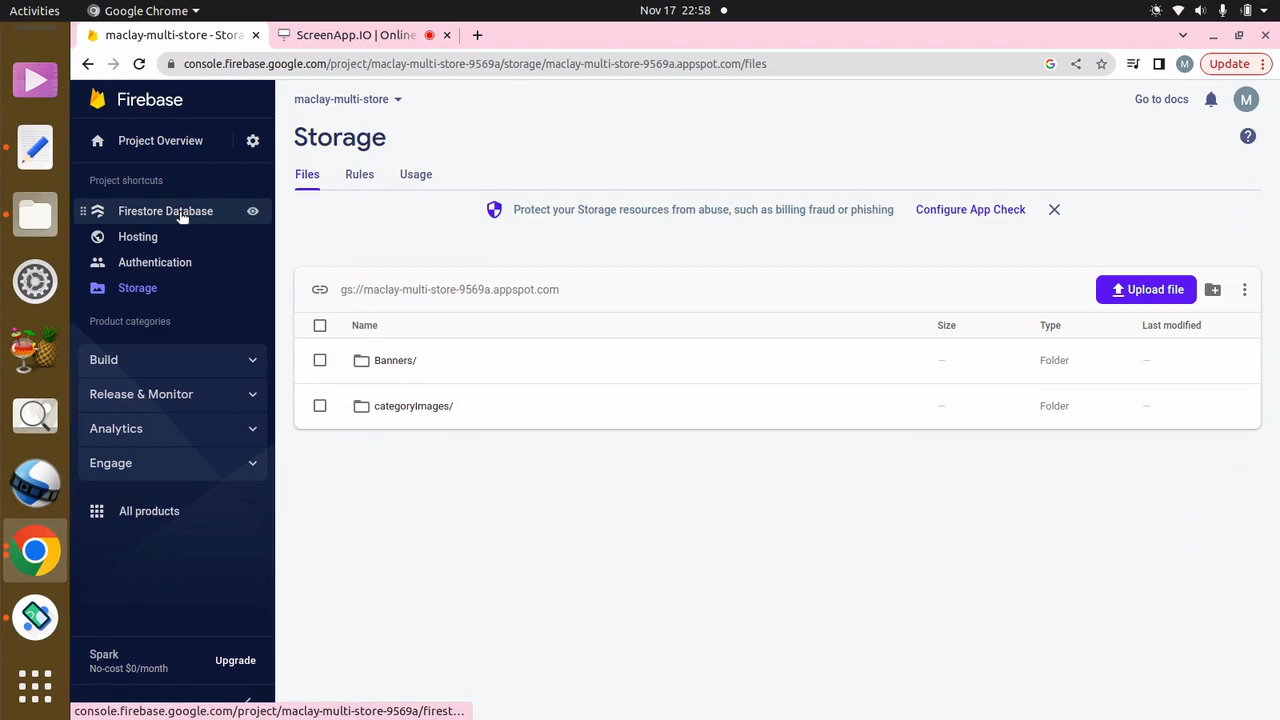 Activities
Google Chrome
Nov 17 22:58
maclay-multi-store - Stora
ScreenApp.IO | Online
console.firebase.google.com/project/maclay-multi-store-9569a/storage/maclay-multi-store-9569a.appspot.com/files
M
Update
Firebase
maclay-multi-store
Go to docs
M
Project Overview
Storage
Project shortcuts
Files
Rules
Usage
Firestore Database
Protect your Storage resources from abuse, such as billing fraud or phishing
Configure App Check
Hosting
Authentication
Storage
gs://maclay-multi-store-9569a.appspot.com
Upload file
Product categories
Name
Size
Type
Last modified
Build
Banners/
–
Folder
–
Release & Monitor
categoryImages/
–
Folder
–
Analytics
Engage
All products
Spark
No-cost $0/month
Upgrade
console.firebase.google.com/project/maclay-multi-store-9569a/firest...